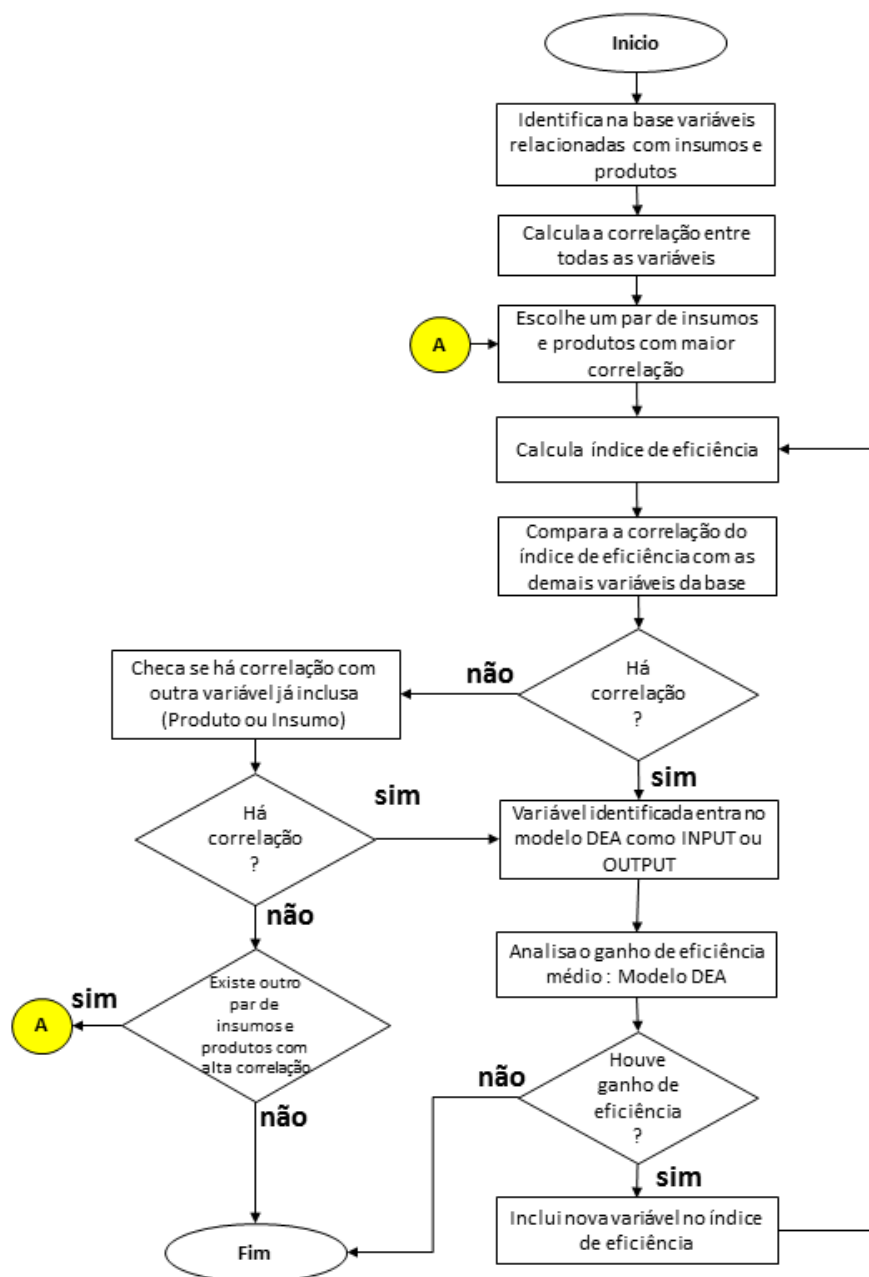 Inicio
Identifica na base variáveis
relacionadas com insumos e
produtos
Calcula a correlação entre
todas as variáveis
A
Escolhe um par de insumos
e produtos com maior
correlação
Calcula índice de eficiência
Compara a correlação do
índice de eficiência com as
demais variáveis da base
Há
correlação
?
não
sim
Checa se há correlação com
outra variável já inclusa
(Produto ou Insumo)
Há
correlação
?
sim
não
Variável identificada entra no
modelo DEA como INPUT ou
OUTPUT
Analisa o ganho de eficiência
médio : Modelo DEA
Existe outro
par de
insumos e
produtos com
alta correlação
sim
A
não
Houve
ganho de
eficiência
?
não
sim
Inclui nova variável no índice
de eficiência
Fim